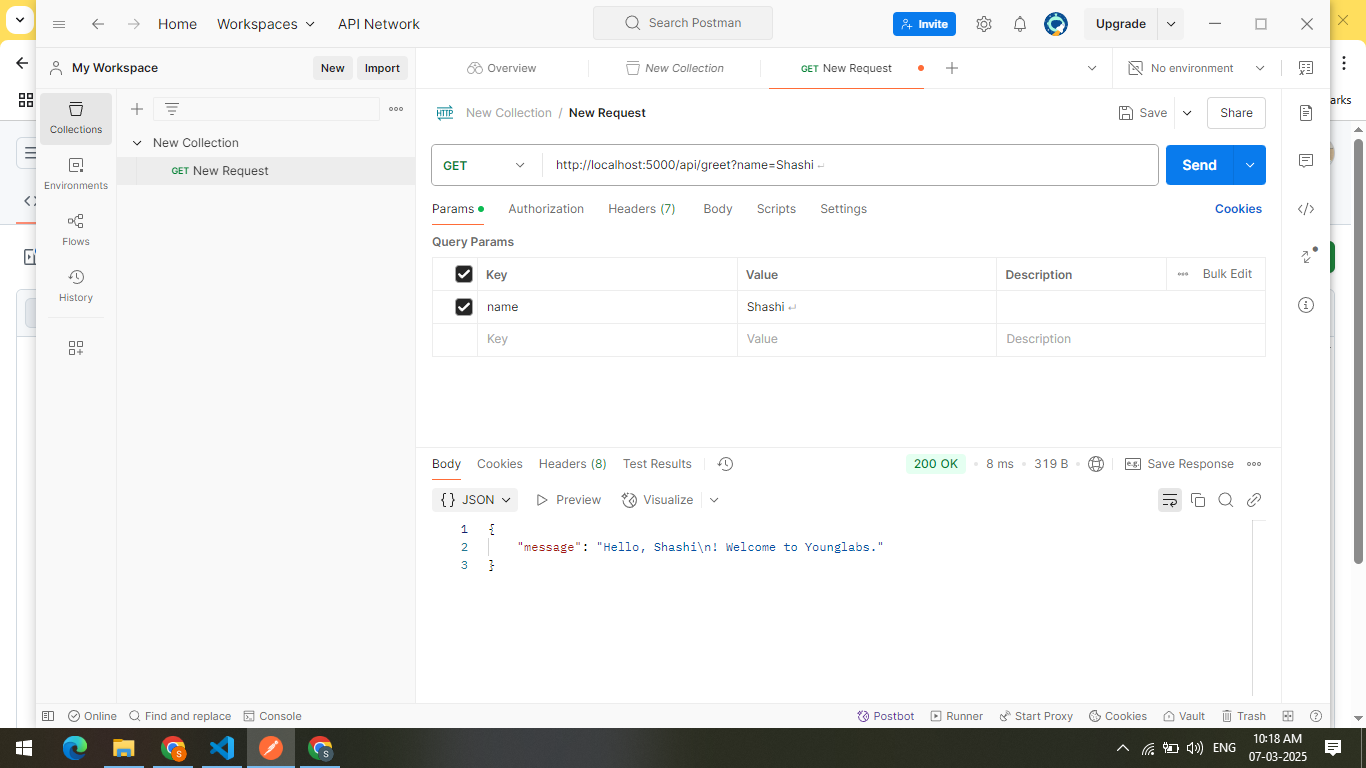 Home
Workspaces
API Network
Search Postman
Invite
Upgrade
My Workspace
New
Import
Overview
New Collection
GET New Request
No environment
Collections
Environments
Flows
History
New Collection
GET New Request
HTTP
New Collection / New Request
Save
Share
GET
http://localhost:5000/api/greet?name=Shashi ↵
Send
Params
Authorization
Headers (7)
Body
Scripts
Settings
Cookies
Query Params
Key
Value
Description
Bulk Edit
name
Shashi ↵
Key
Value
Description
Body
Cookies
Headers (8)
Test Results
200 OK
8 ms
319 B
e.g.
Save Response
{} JSON
Preview
Visualize
1 {
2 "message": "Hello, Shashi\n! Welcome to Younglabs."
3 }
Online
Find and replace
Console
Postbot
Runner
Start Proxy
Cookies
Vault
Trash
arks
S
S
ENG
10:18 AM
07-03-2025